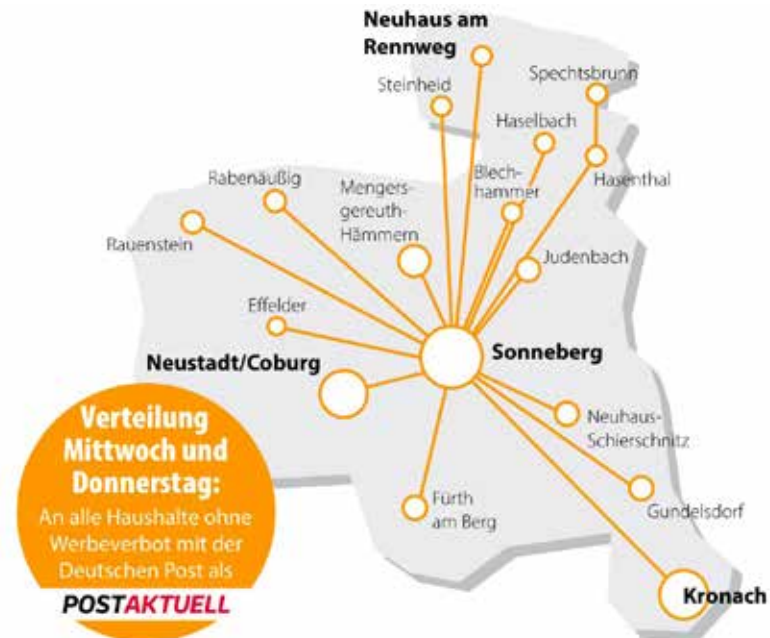 Neuhaus am
Rennweg
Steinheid
Spechtsbrunn
Haselbach
Rabenäußig
Mengers-
gereuth-
Hämmern
Blech-
hammer
Hasenthal
Rauenstein
Judenbach
Effelder
Neustadt/Coburg
Sonneberg
Neuhaus-
Schierschnitz
Fürth
am Berg
Gundelsdorf
Kronach
Verteilung
Mittwoch und
Donnerstag:
An alle Haushalte ohne
Werbeverbot mit der
Deutschen Post als
POSTAKTUELL